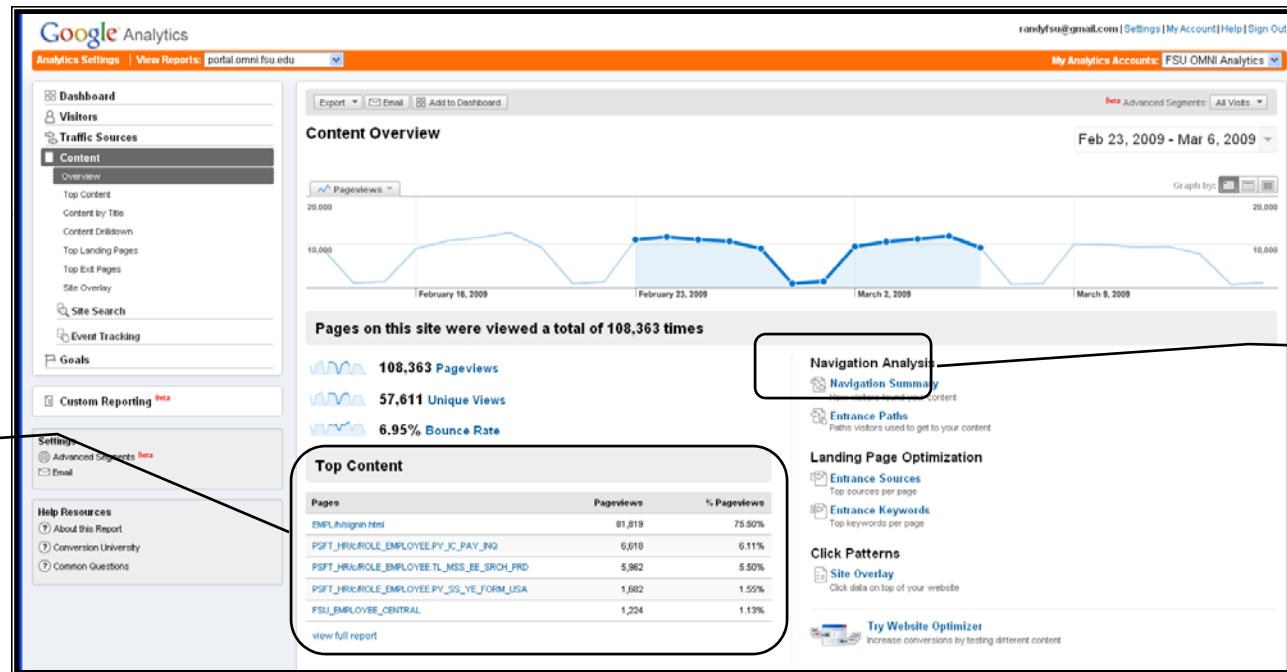 Google Analytics
randyfsu@gmail.com | Settings | My Account | Help | Sign Out
Analytics Settings | View Reports: portal.omni.fsu.edu
My Analytics Accounts: FSU OMNI Analytics
Dashboard
Visitors
Traffic Sources
Content
Overview
Top Content
Content by Title
Content Drilldown
Top Landing Pages
Top Exit Pages
Site Overlay
Site Search
Event Tracking
Goals
Custom Reporting Beta
Settings
Advanced Segments Beta
Email
Help Resources
About this Report
Conversion University
Common Questions
Export Email Add to Dashboard
Beta Advanced Segments: All Visits
Content Overview
Feb 23, 2009 - Mar 6, 2009
Pageviews
Graph by:
20,000 20,000
10,000 10,000
February 16, 2009 February 23, 2009 March 2, 2009 March 9, 2009
Pages on this site were viewed a total of 108,363 times
108,363 Pageviews
57,611 Unique Views
6.95% Bounce Rate
Top Content
Pages Pageviews % Pageviews
EMPL/h/signin.html 81,819 75.50%
PSFT_HR/c/ROLE_EMPLOYEE.PY_IC_PAY_INQ 6,618 6.11%
PSFT_HR/c/ROLE_EMPLOYEE.TL_MSS_EE_SRCH_PRD 5,962 5.50%
PSFT_HR/c/ROLE_EMPLOYEE.PY_SS_YE_FORM_USA 1,682 1.55%
FSU_EMPLOYEE_CENTRAL 1,224 1.13%
view full report
Navigation Analysis
Navigation Summary
How visitors found your content
Entrance Paths
Paths visitors used to get to your content
Landing Page Optimization
Entrance Sources
Top sources per page
Entrance Keywords
Top keywords per page
Click Patterns
Site Overlay
Click data on top of your website
Try Website Optimizer
Increase conversions by testing different content